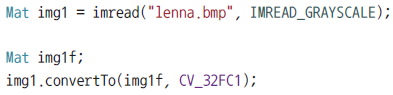 Mat img1 = imread("lenna.bmp", IMREAD_GRAYSCALE);
Mat img1f;
img1.convertTo(img1f, CV_32FC1);